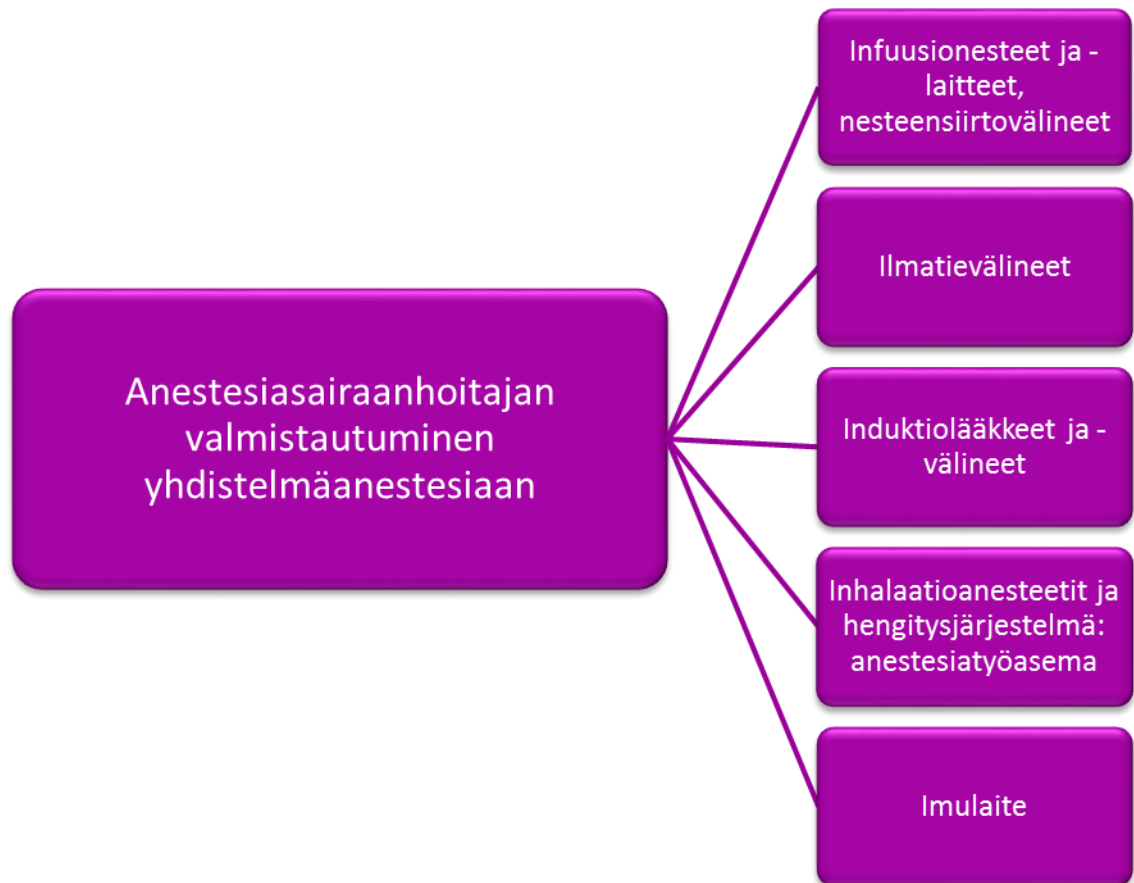 Infuusionesteet ja -
laitteet,
nesteensiirtovälineet
Ilmatievälineet
Anestesiasairaanhoitajan
valmistautuminen
yhdistelmäanestesiaan
Induktiolääkkeet ja -
välineet
Inhalaatioanesteetit ja
hengitysjärjestelmä:
anestesiatyöasema
Imulaite